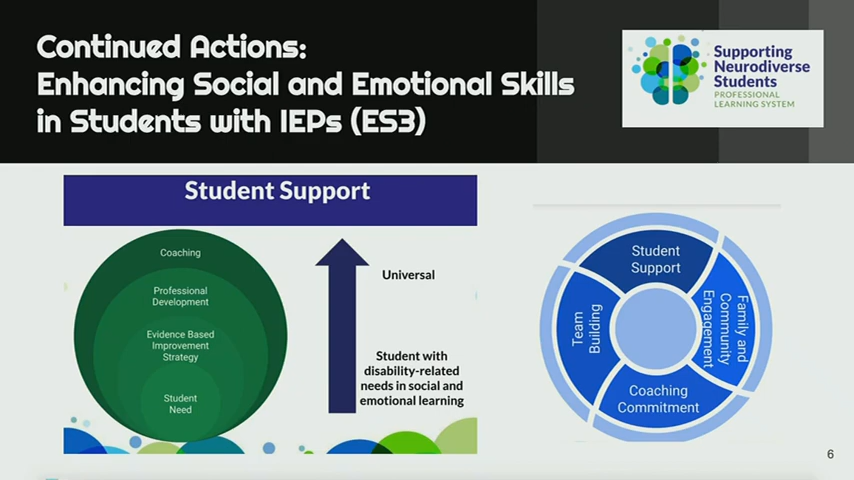 Continued Actions:
Enhancing Social and Emotional Skills
in Students with IEPs (ES3)
Supporting
Neurodiverse
Students
PROFESSIONAL
LEARNING SYSTEM
Student Support
Coaching
Professional
Development
Evidence Based
Improvement
Strategy
Student
Need
Universal
Student with
disability-related
needs in social and
emotional learning
Student
Support
Family and
Community
Engagement
Coaching
Commitment
Team
Building
6